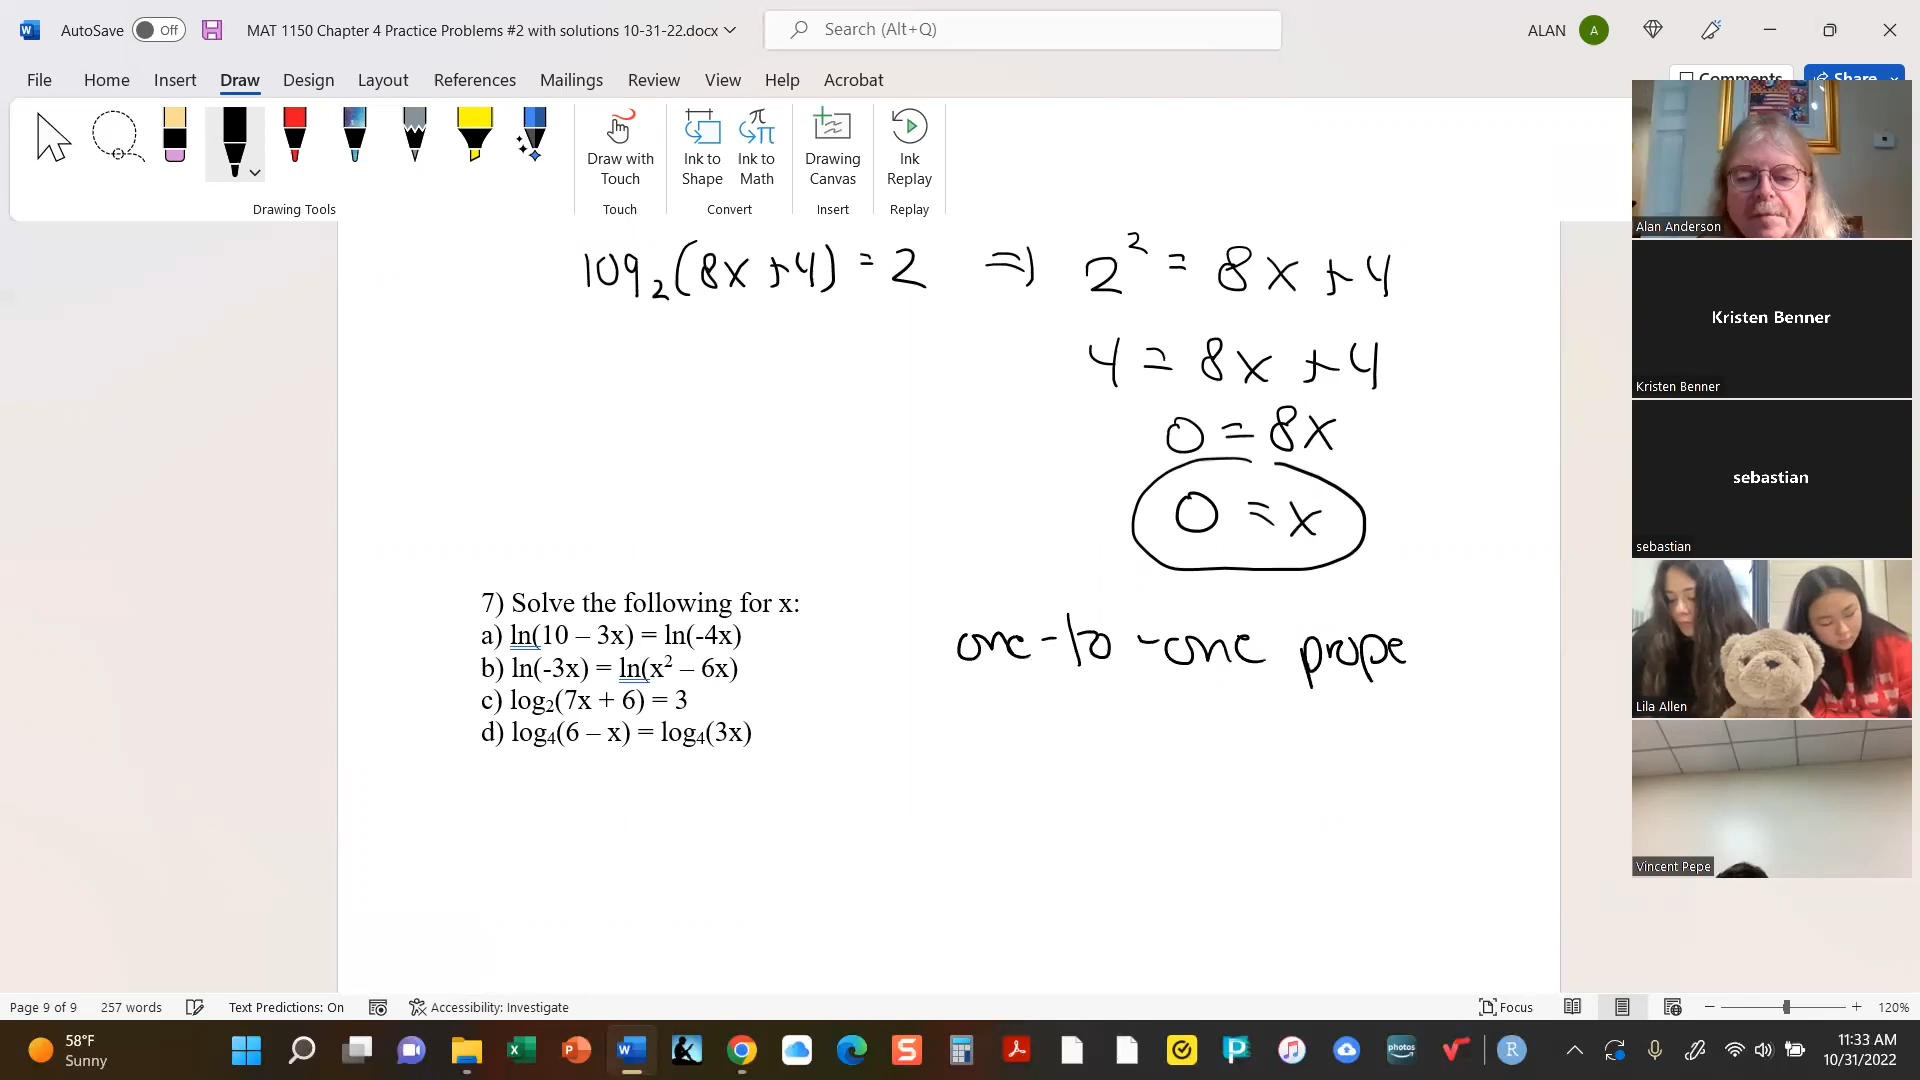 AutoSave Off MAT 1150 Chapter 4 Practice Problems #2 with solutions 10-31-22.docx Search (Alt+Q) ALAN A
File Home Insert Draw Design Layout References Mailings Review View Help Acrobat Comments Share
Draw with Touch
Ink to Shape
Ink to Math
Drawing Canvas
Ink Replay
Drawing Tools Touch Convert Insert Replay
log₂(8x+4) = 2 ⇒ 2² = 8x+4
4 = 8x+4
0 = 8x
0 = x
7) Solve the following for x:
a) ln(10 – 3x) = ln(-4x)
b) ln(-3x) = ln(x² – 6x)
c) log₂(7x + 6) = 3
d) log₄(6 – x) = log₄(3x)
one-to-one prope
Alan Anderson
Kristen Benner
Kristen Benner
sebastian
sebastian
Lila Allen
Vincent Pepe
Page 9 of 9 257 words Text Predictions: On Accessibility: Investigate Focus 120%
58°F
Sunny
11:33 AM
10/31/2022